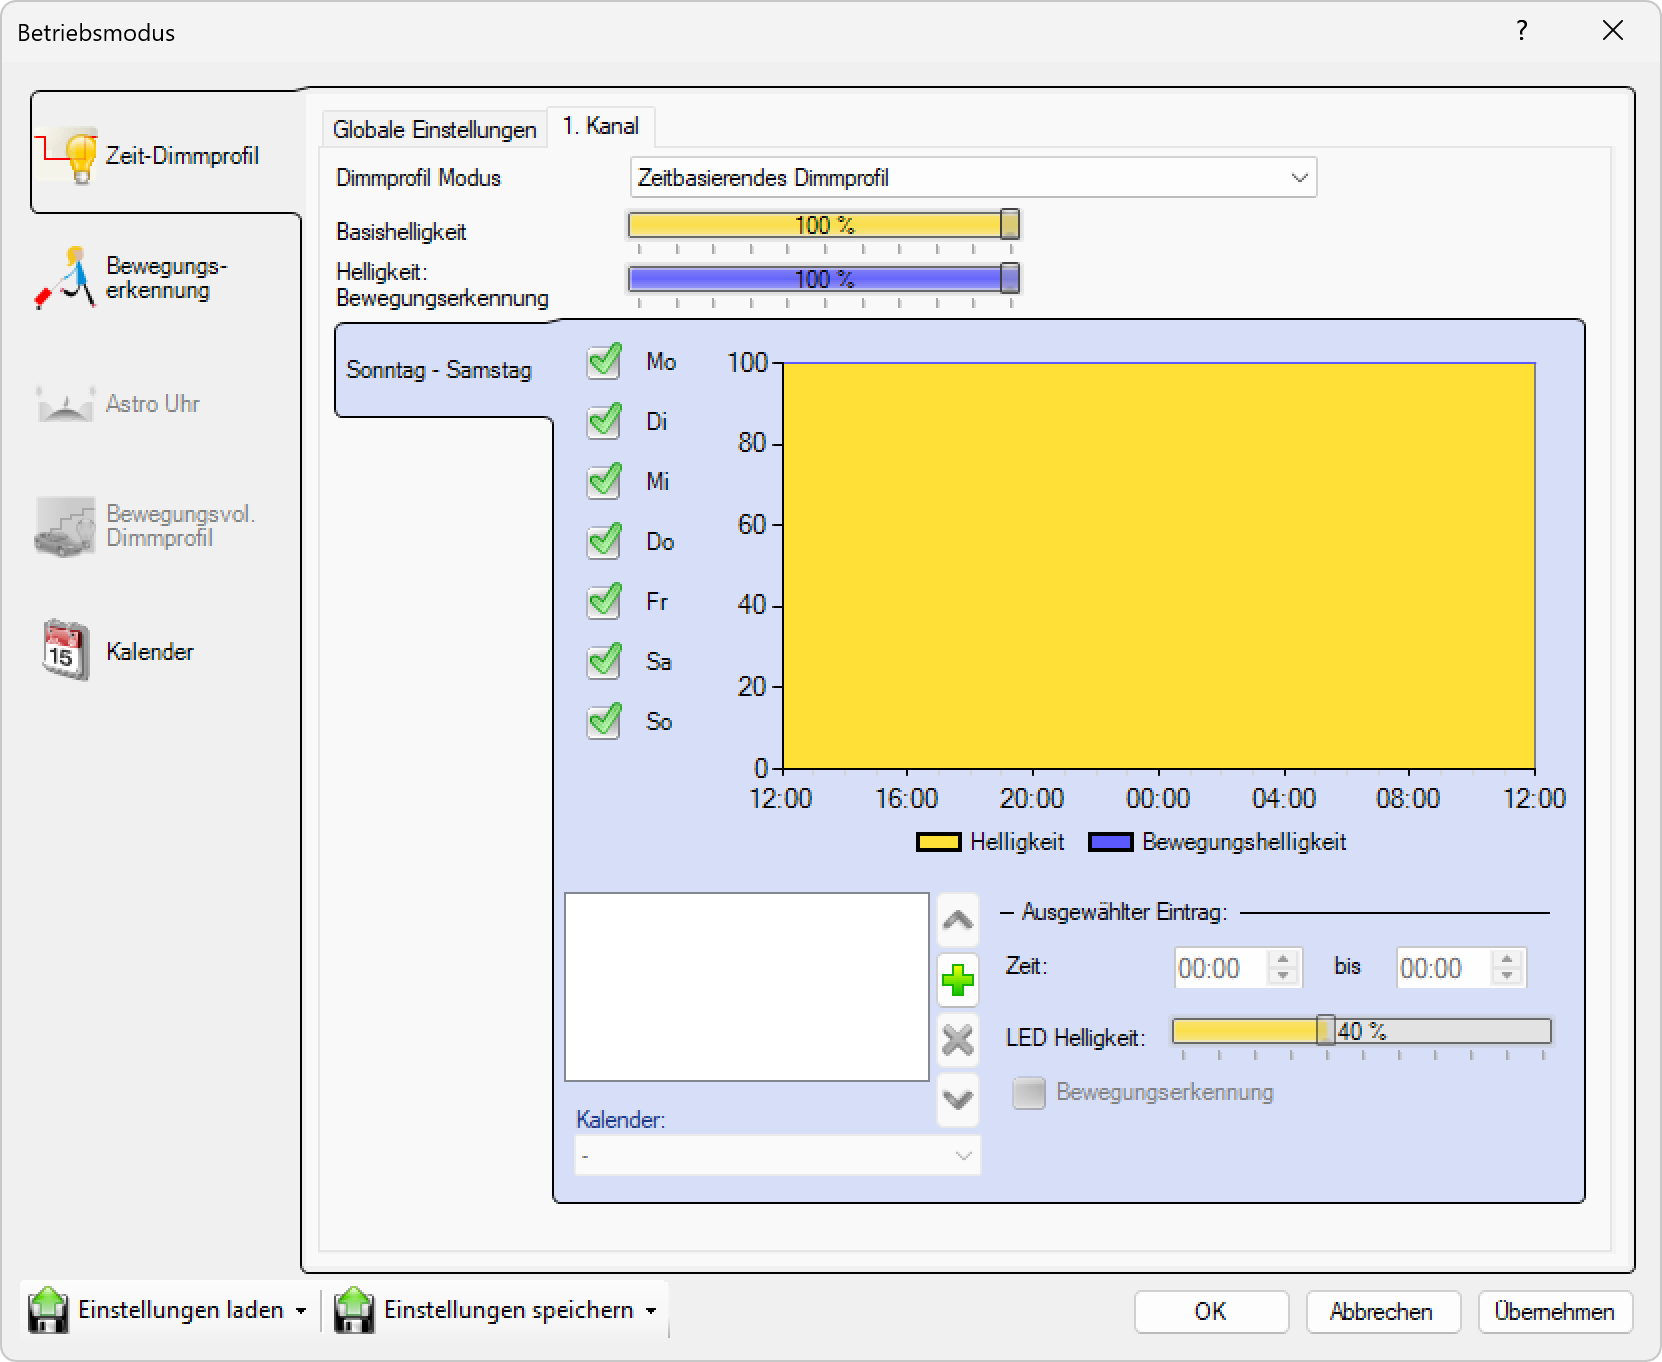 Betriebsmodus
?
Zeit-Dimmprofil
Bewegungs-
erkennung
Astro Uhr
Bewegungsvol.
Dimmprofil
15
Kalender
Globale Einstellungen
1. Kanal
Dimmprofil Modus
Zeitbasierendes Dimmprofil
Basishelligkeit
100 %
Helligkeit:
Bewegungserkennung
100 %
Sonntag - Samstag
Mo
Di
Mi
Do
Fr
Sa
So
100
80
60
40
20
0
12:00 16:00 20:00 00:00 04:00 08:00 12:00
Helligkeit Bewegungshelligkeit
Ausgewählter Eintrag:
Zeit: 00:00 bis 00:00
LED Helligkeit: 40 %
Bewegungserkennung
Kalender:
-
Einstellungen laden
Einstellungen speichern
OK
Abbrechen
Übernehmen